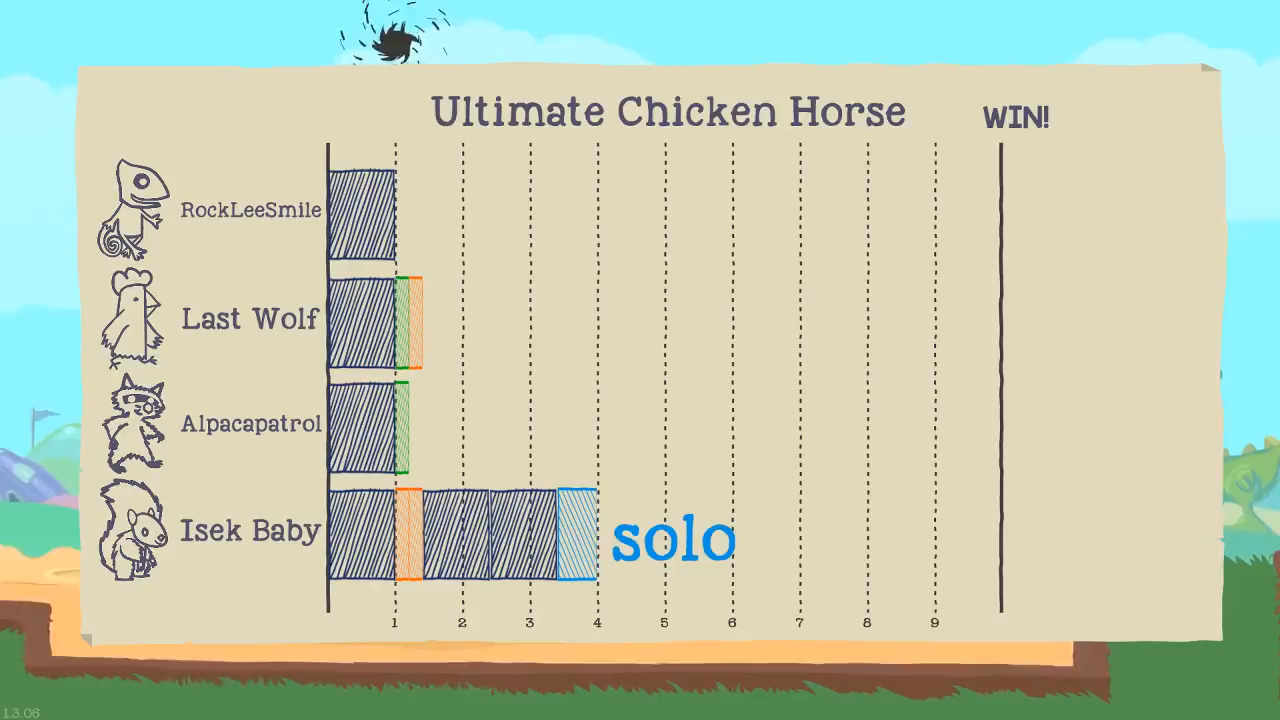 Ultimate Chicken Horse
WIN!
RockLeeSmile
Last Wolf
Alpacapatrol
Isek Baby
solo
1 2 3 4 5 6 7 8 9
1.3.06